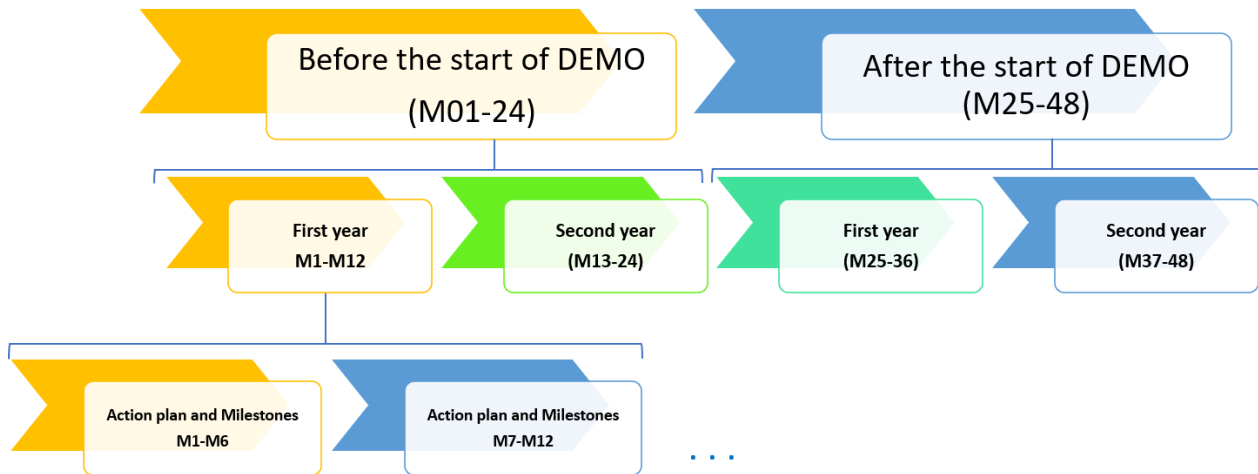 Before the start of DEMO
(M01-24)
After the start of DEMO
(M25-48)
First year
M1-M12
Second year
(M13-24)
First year
(M25-36)
Second year
(M37-48)
Action plan and Milestones
M1-M6
Action plan and Milestones
M7-M12
. . .